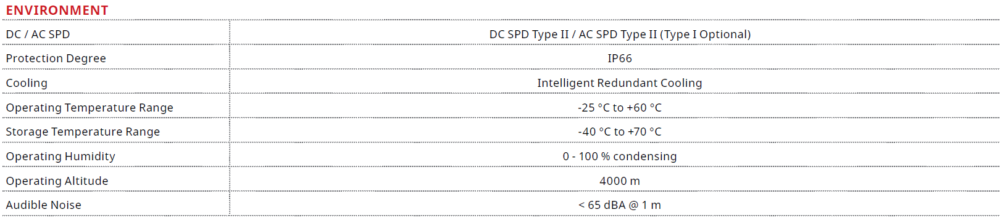 ENVIRONMENT
DC / AC SPD DC SPD Type II / AC SPD Type II (Type I Optional)
Protection Degree IP66
Cooling Intelligent Redundant Cooling
Operating Temperature Range -25 °C to +60 °C
Storage Temperature Range -40 °C to +70 °C
Operating Humidity 0 - 100 % condensing
Operating Altitude 4000 m
Audible Noise < 65 dBA @ 1 m